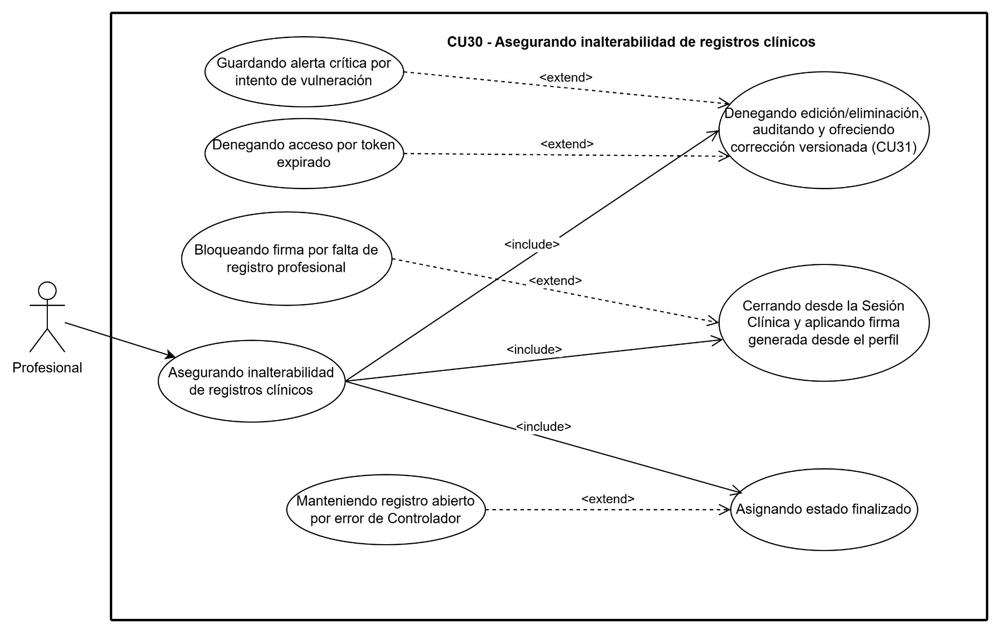 CU30 - Asegurando inalterabilidad de registros clínicos
Guardando alerta crítica por
intento de vulneración
<extend>
Denegando edición/eliminación,
auditando y ofreciendo
corrección versionada (CU31)
Denegando acceso por token
expirado
<extend>
<include>
Bloqueando firma por falta de
registro profesional
<extend>
Cerrando desde la Sesión
Clínica y aplicando firma
generada desde el perfil
<include>
Profesional
Asegurando inalterabilidad
de registros clínicos
<include>
Manteniendo registro abierto
por error de Controlador
<extend>
Asignando estado finalizado